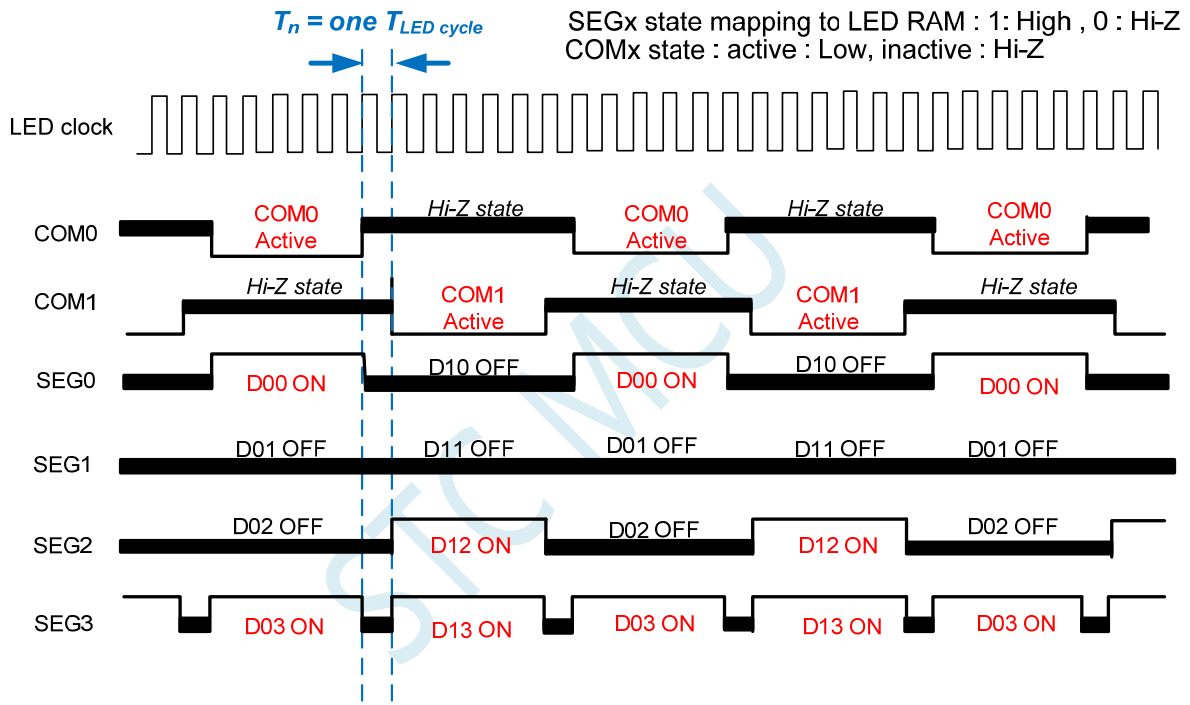 Tn = one TLED cycle
SEGx state mapping to LED RAM : 1: High , 0 : Hi-Z
COMx state : active : Low, inactive : Hi-Z
LED clock
COM0
COM0 Active
Hi-Z state
COM0 Active
Hi-Z state
COM0 Active
COM1
Hi-Z state
COM1 Active
Hi-Z state
COM1 Active
Hi-Z state
SEG0
D00 ON
D10 OFF
D00 ON
D10 OFF
D00 ON
SEG1
D01 OFF
D11 OFF
D01 OFF
D11 OFF
D01 OFF
SEG2
D02 OFF
D12 ON
D02 OFF
D12 ON
D02 OFF
SEG3
D03 ON
D13 ON
D03 ON
D13 ON
D03 ON
STC MCU